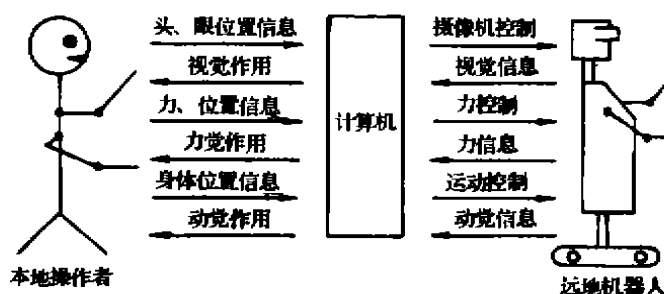 头、眼位置信息
摄像机控制
视觉作用
视觉信息
力、位置信息
力控制
计算机
力觉作用
力信息
身体位置信息
运动控制
动觉作用
动觉信息
本地操作者
远地机器人